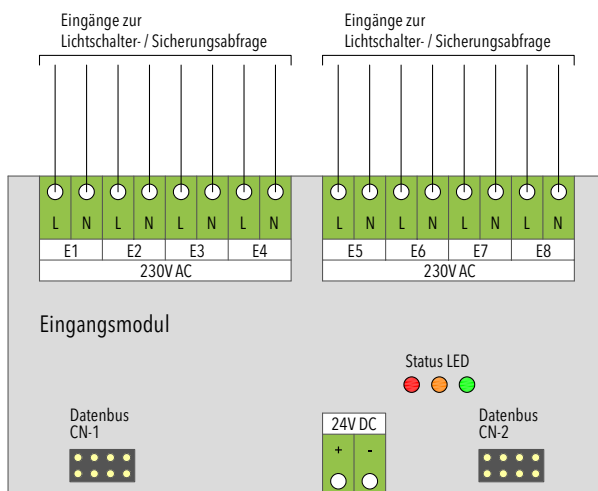 Eingänge zur
Lichtschalter- / Sicherungsabfrage
Eingänge zur
Lichtschalter- / Sicherungsabfrage
L N L N L N L N
L N L N L N L N
E1 E2 E3 E4
E5 E6 E7 E8
230V AC
230V AC
Eingangsmodul
Status LED
Datenbus
CN-1
24V DC
+ -
Datenbus
CN-2